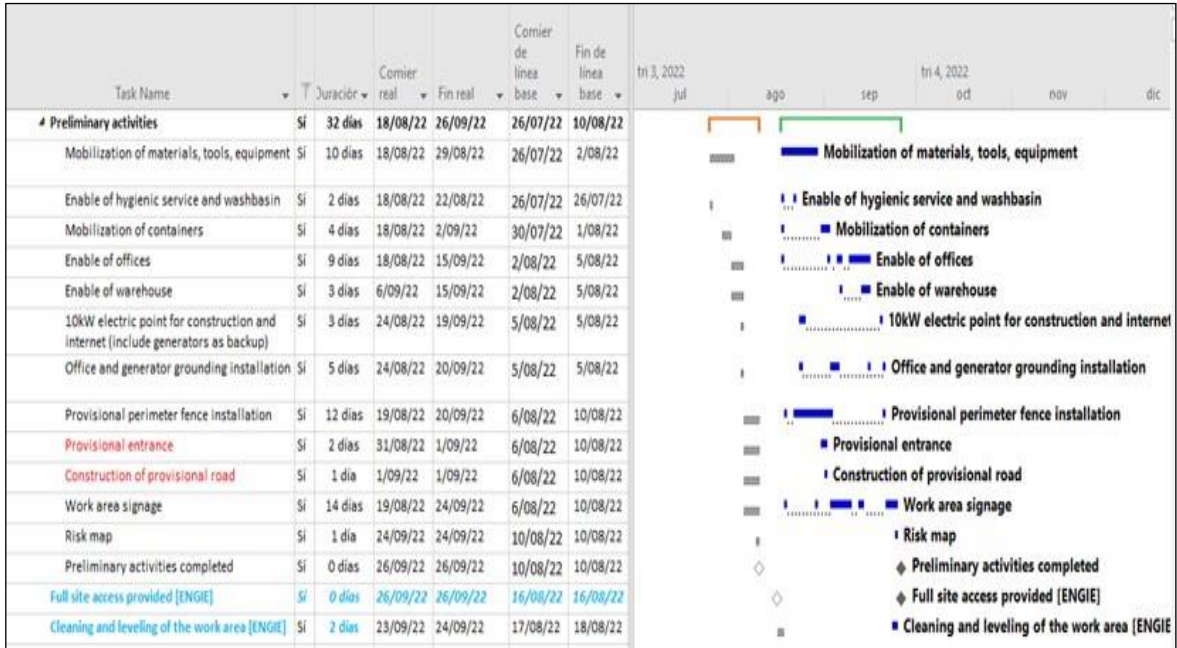 Task Name Duración Comier real Fin real Comier de línea base Fin de línea base
tri 3, 2022 tri 4, 2022
jul ago sep oct nov dic
Preliminary activities Sí 32 días 18/08/22 26/09/22 26/07/22 10/08/22
Mobilization of materials, tools, equipment Sí 10 días 18/08/22 29/08/22 26/07/22 2/08/22 Mobilization of materials, tools, equipment
Enable of hygienic service and washbasin Sí 2 días 18/08/22 22/08/22 26/07/22 26/07/22 Enable of hygienic service and washbasin
Mobilization of containers Sí 4 días 18/08/22 2/09/22 30/07/22 1/08/22 Mobilization of containers
Enable of offices Sí 9 días 18/08/22 15/09/22 2/08/22 5/08/22 Enable of offices
Enable of warehouse Sí 3 días 6/09/22 15/09/22 2/08/22 5/08/22 Enable of warehouse
10kW electric point for construction and Sí 3 días 24/08/22 19/09/22 5/08/22 5/08/22 10kW electric point for construction and internet
internet (include generators as backup)
Office and generator grounding installation Sí 5 días 24/08/22 20/09/22 5/08/22 5/08/22 Office and generator grounding installation
Provisional perimeter fence installation Sí 12 días 19/08/22 20/09/22 6/08/22 10/08/22 Provisional perimeter fence installation
Provisional entrance Sí 2 días 31/08/22 1/09/22 6/08/22 10/08/22 Provisional entrance
Construction of provisional road Sí 1 día 1/09/22 1/09/22 6/08/22 10/08/22 Construction of provisional road
Work area signage Sí 14 días 19/08/22 24/09/22 6/08/22 10/08/22 Work area signage
Risk map Sí 1 día 24/09/22 24/09/22 10/08/22 10/08/22 Risk map
Preliminary activities completed Sí 0 días 26/09/22 26/09/22 10/08/22 10/08/22 Preliminary activities completed
Full site access provided [ENGIE] Sí 0 días 26/09/22 26/09/22 16/08/22 16/08/22 Full site access provided [ENGIE]
Cleaning and leveling of the work area [ENGIE] Sí 2 días 23/09/22 24/09/22 17/08/22 18/08/22 Cleaning and leveling of the work area [ENGIE